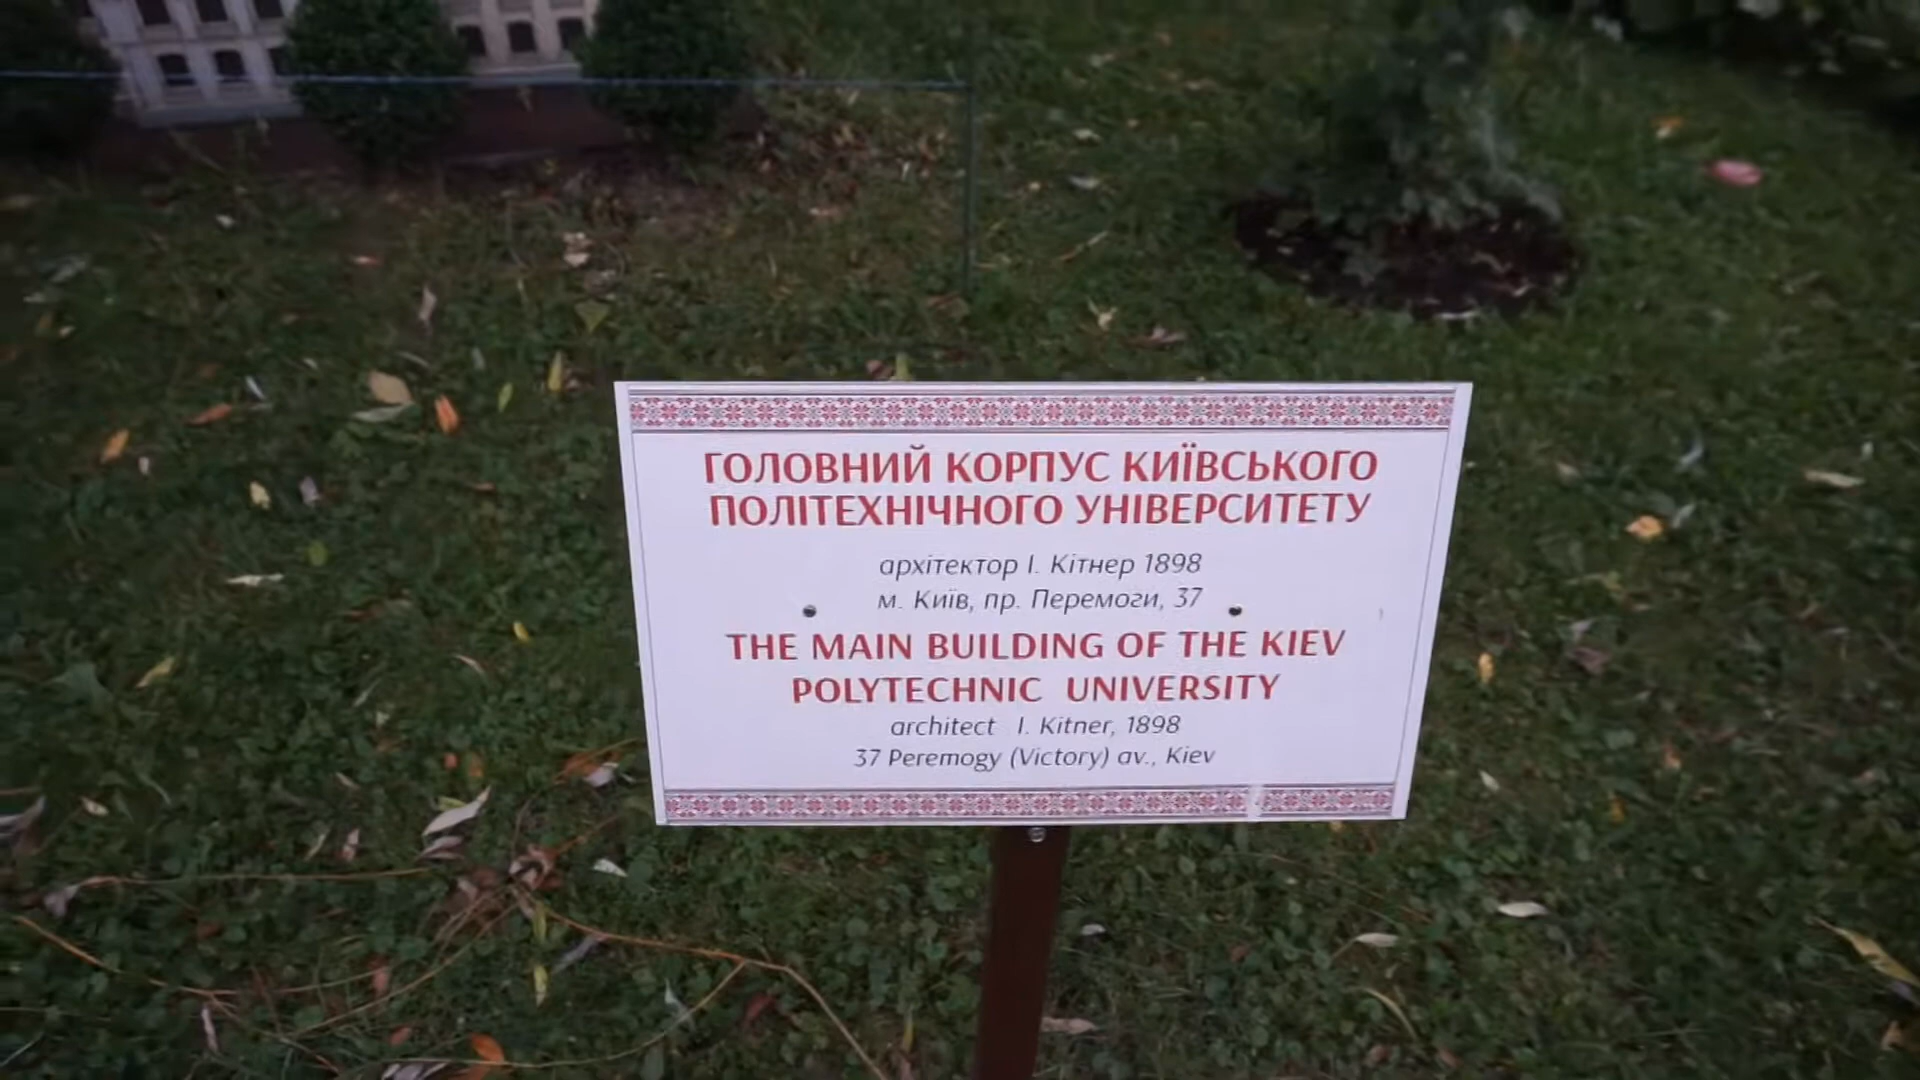 ГОЛОВНИЙ КОРПУС КИЇВСЬКОГО
ПОЛІТЕХНІЧНОГО УНІВЕРСИТЕТУ
архітектор І. Кітнер 1898
м. Київ, пр. Перемоги, 37
THE MAIN BUILDING OF THE KIEV
POLYTECHNIC UNIVERSITY
architect I. Kitner, 1898
37 Peremogy (Victory) av., Kiev